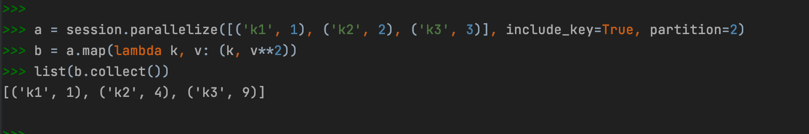 >>>
>>> a = session.parallelize([('k1', 1), ('k2', 2), ('k3', 3)], include_key=True, partition=2)
>>> b = a.map(lambda k, v: (k, v**2))
>>> list(b.collect())
[('k1', 1), ('k2', 4), ('k3', 9)]
>>>